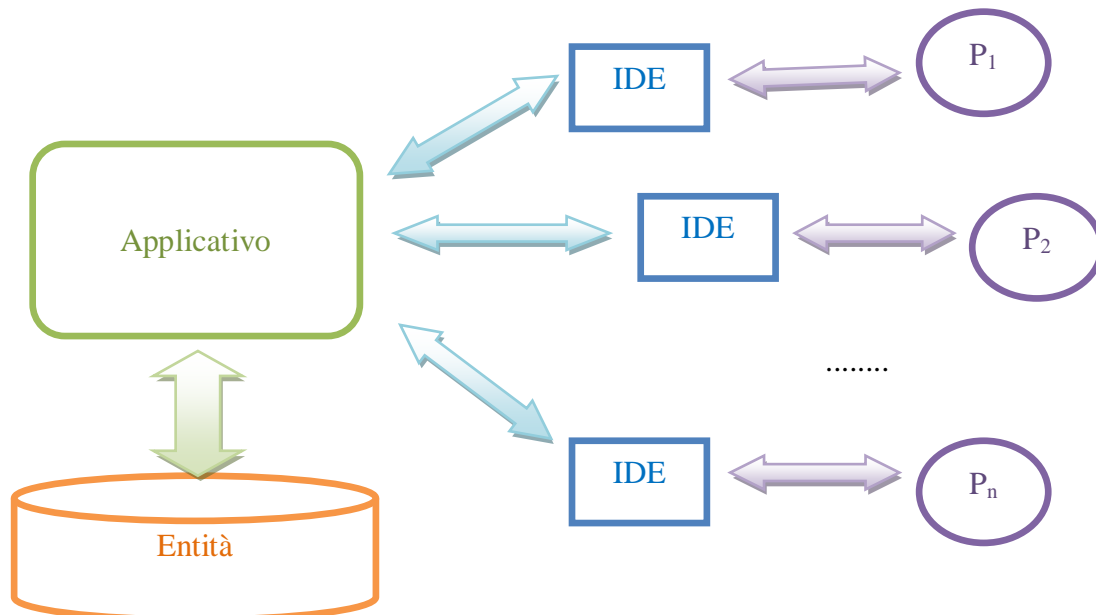 IDE
P₁
Applicativo
IDE
P₂
........
IDE
Pₙ
Entità